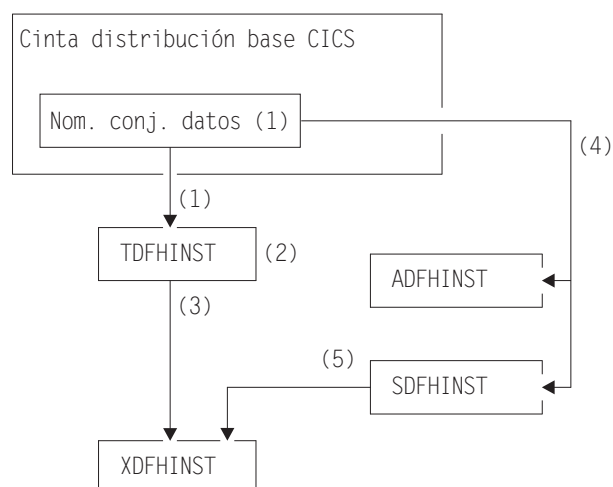 Cinta distribución base CICS
Nom. conj. datos (1)
(4)
(1)
TDFHINST
(2)
ADFHINST
(3)
(5)
SDFHINST
XDFHINST